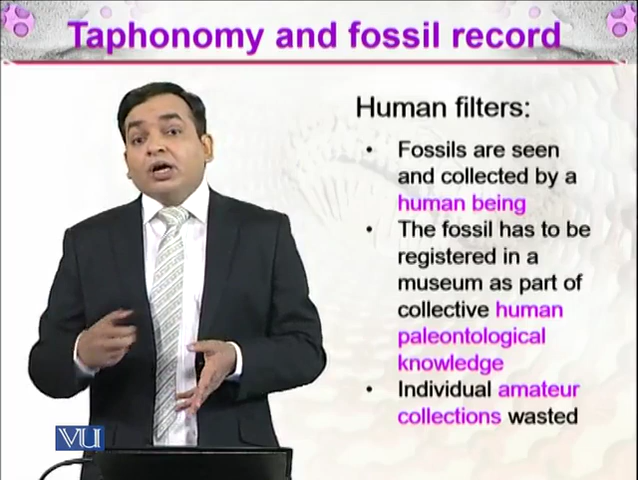 Taphonomy and fossil record
Human filters:
• Fossils are seen
and collected by a
human being
• The fossil has to be
registered in a
museum as part of
collective human
paleontological
knowledge
• Individual amateur
collections wasted
VU